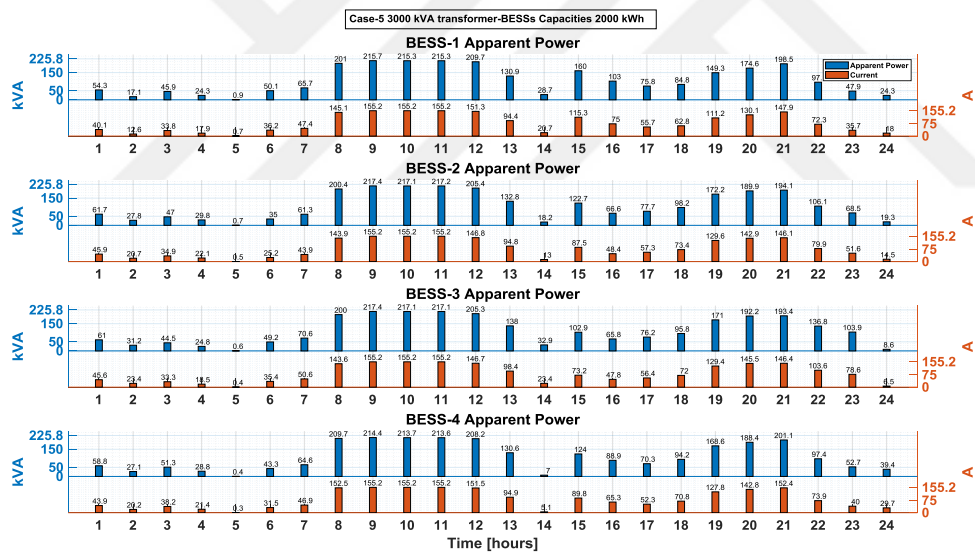 Case-5 3000 kVA transformer-BESSs Capacities 2000 kWh
BESS-1 Apparent Power
225.8 150 50 0
kVA
54.3 17.1 45.9 24.3 0.9 50.1 65.7 201 215.7 215.3 215.3 209.7 130.9 28.7 160 103 75.8 84.8 149.3 174.6 198.5 47.9 24.3
Apparent Power
Current
40.1 12.6 33.8 17.9 0.7 36.2 47.4 145.1 155.2 155.2 155.2 151.3 94.4 20.7 115.3 75 55.7 62.8 111.2 130.1 147.9 72.3 35.7 18
155.2 75 0
A
1 2 3 4 5 6 7 8 9 10 11 12 13 14 15 16 17 18 19 20 21 22 23 24
BESS-2 Apparent Power
225.8 150 50 0
kVA
61.7 27.8 47 29.8 0.7 35 61.3 200.4 217.4 217.1 217.2 205.4 132.8 18.2 122.7 66.6 77.7 98.2 172.2 189.9 194.1 106.1 68.5 19.3
45.9 20.7 34.9 22.1 0.5 25.2 43.9 143.9 155.2 155.2 155.2 146.8 94.8 13 87.5 48.4 57.3 73.4 129.6 142.9 146.1 79.9 51.6 14.5
155.2 75 0
A
1 2 3 4 5 6 7 8 9 10 11 12 13 14 15 16 17 18 19 20 21 22 23 24
BESS-3 Apparent Power
225.8 150 50 0
kVA
61 31.2 44.5 24.8 0.6 49.2 70.6 200 217.4 217.1 217.1 205.3 138 32.9 102.9 65.8 76.2 95.8 171 192.2 193.4 136.8 103.9 8.6
45.6 23.4 33.3 18.5 0.4 35.4 50.6 143.6 155.2 155.2 155.2 146.7 98.4 23.4 73.2 47.8 56.4 72 129.4 145.5 146.4 103.6 78.6 6.5
155.2 75 0
A
1 2 3 4 5 6 7 8 9 10 11 12 13 14 15 16 17 18 19 20 21 22 23 24
BESS-4 Apparent Power
225.8 150 50 0
kVA
58.8 27.1 51.3 28.8 0.4 43.3 64.6 209.7 214.4 213.7 213.6 208.2 130.6 7 124 88.9 70.3 94.2 168.6 188.4 201.1 97.4 52.7 39.4
43.9 20.2 38.2 21.4 0.3 31.5 46.9 152.5 155.2 155.2 155.2 151.5 94.9 5.1 89.8 65.3 52.3 70.8 127.8 142.8 152.4 73.9 40 29.7
155.2 75 0
A
1 2 3 4 5 6 7 8 9 10 11 12 13 14 15 16 17 18 19 20 21 22 23 24
Time [hours]